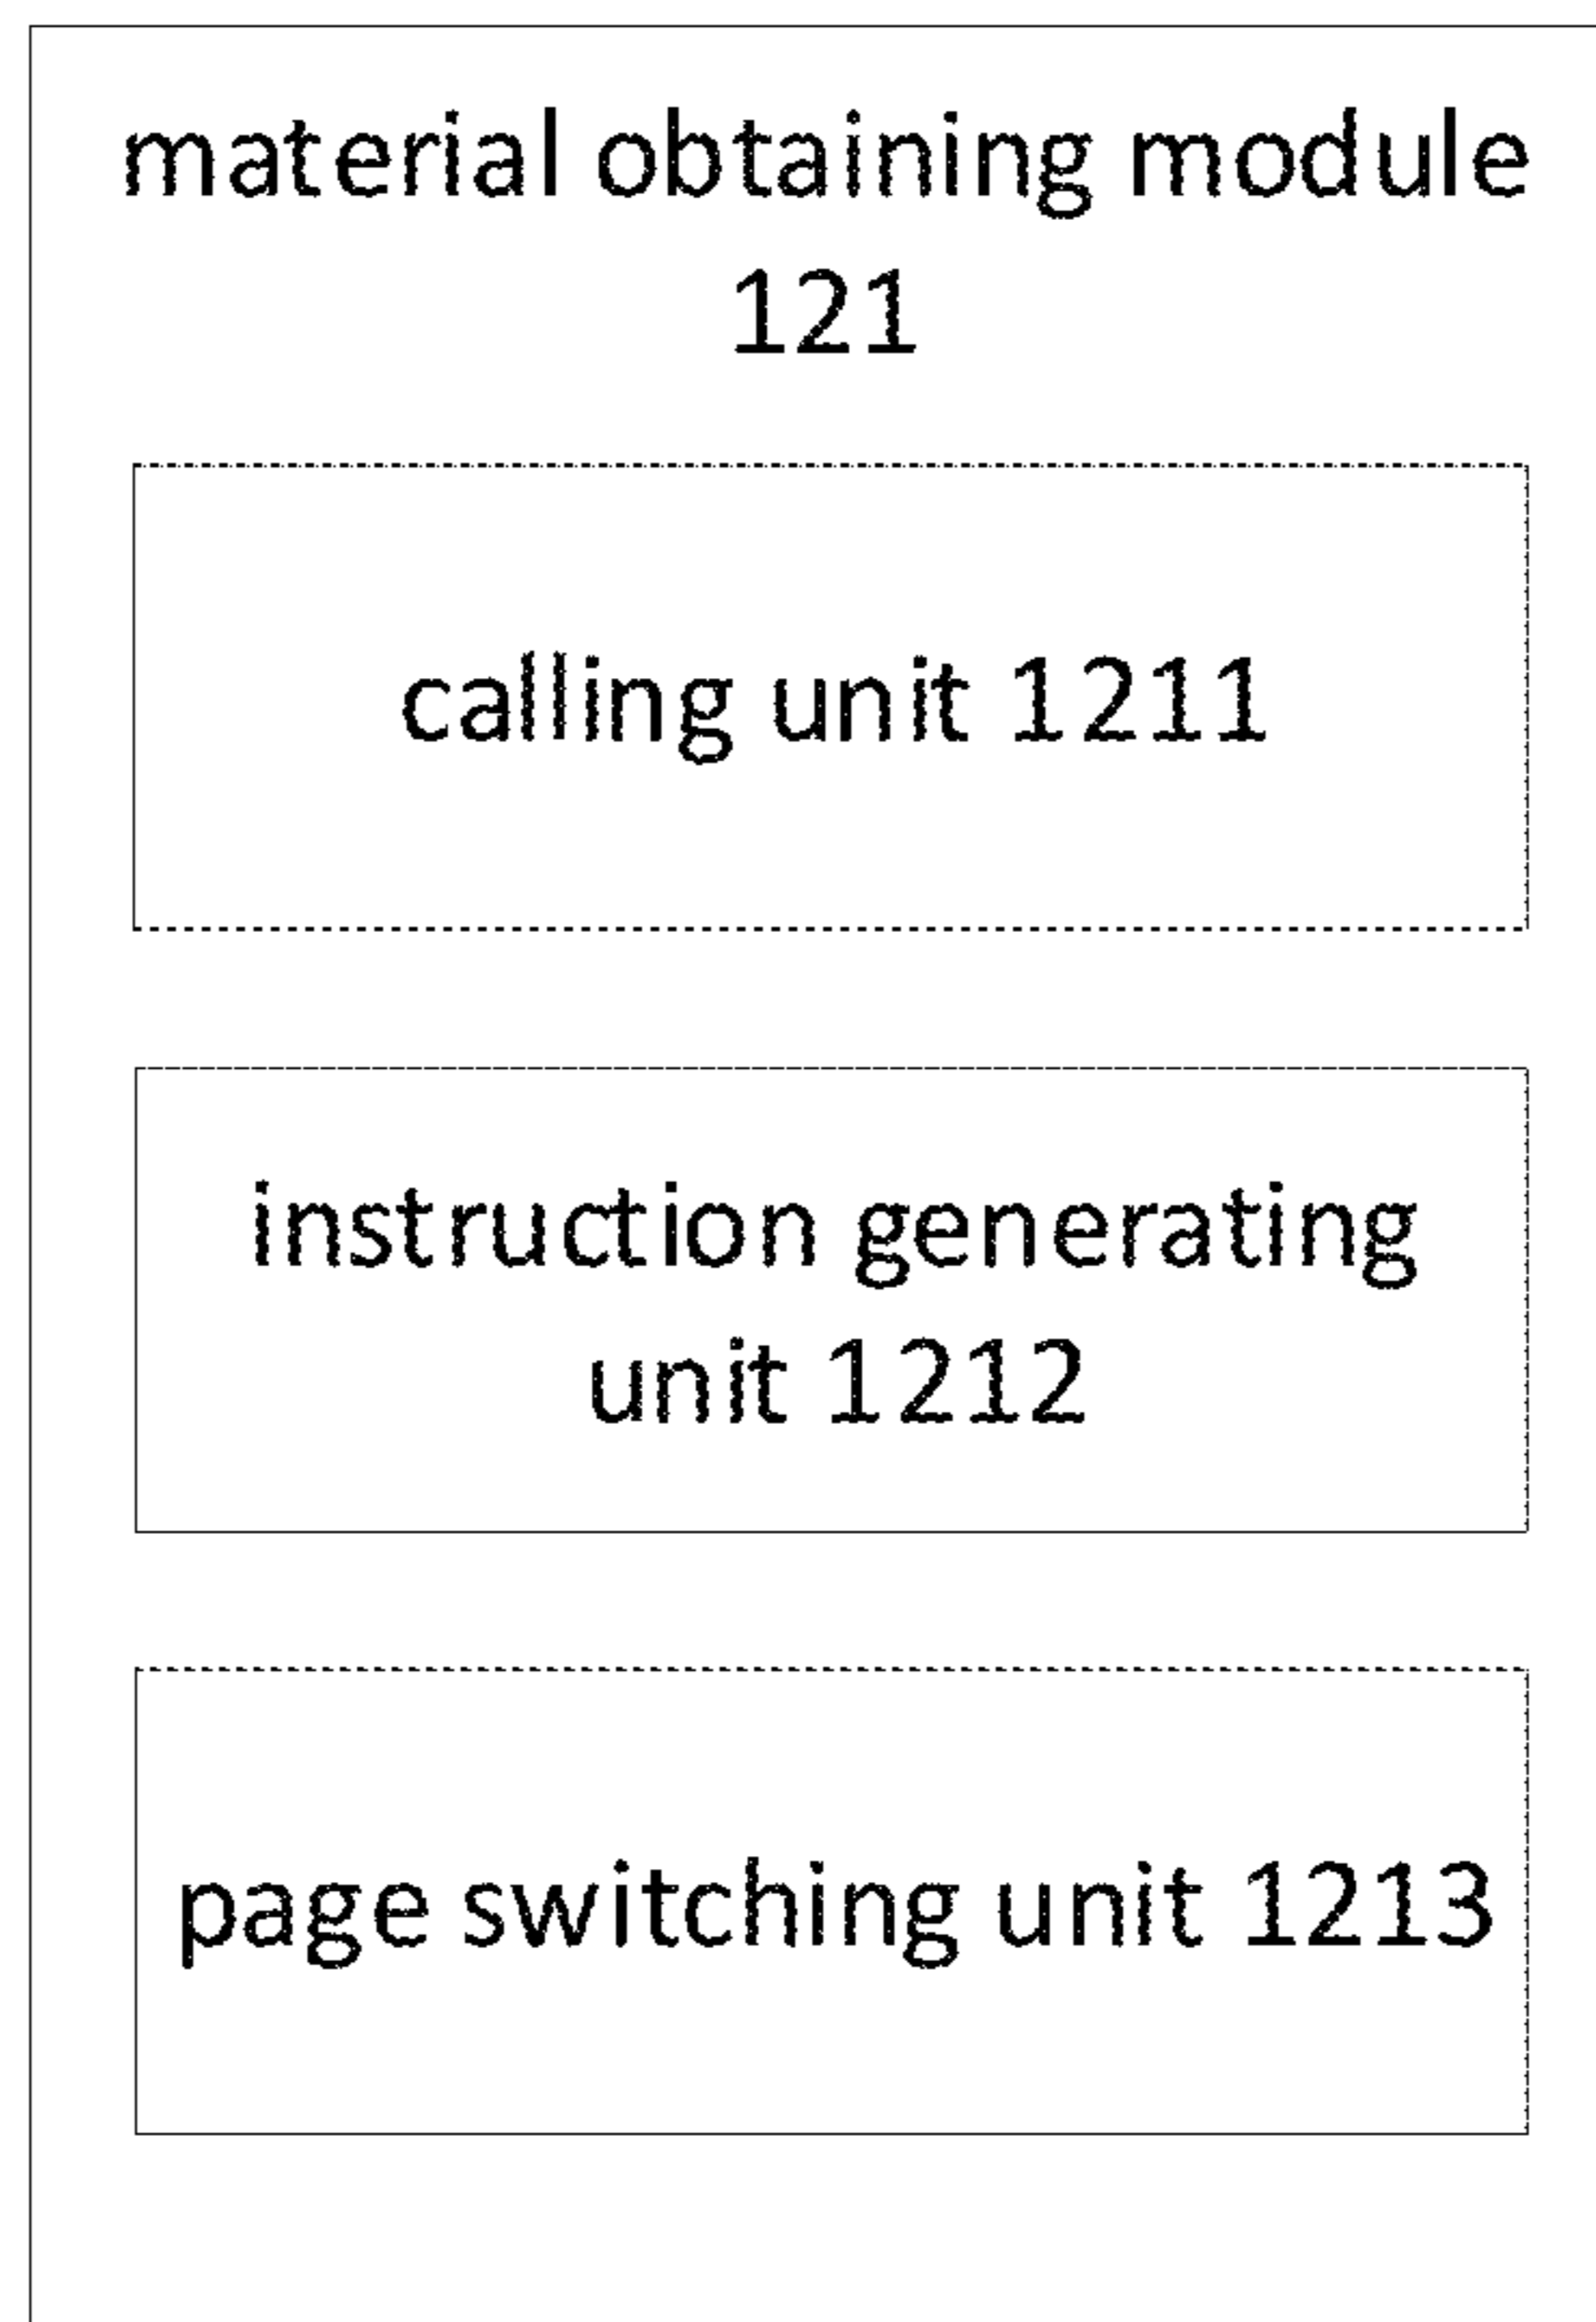 material obtaining module
121
calling unit 1211
instruction generating
unit 1212
page switching unit 1213